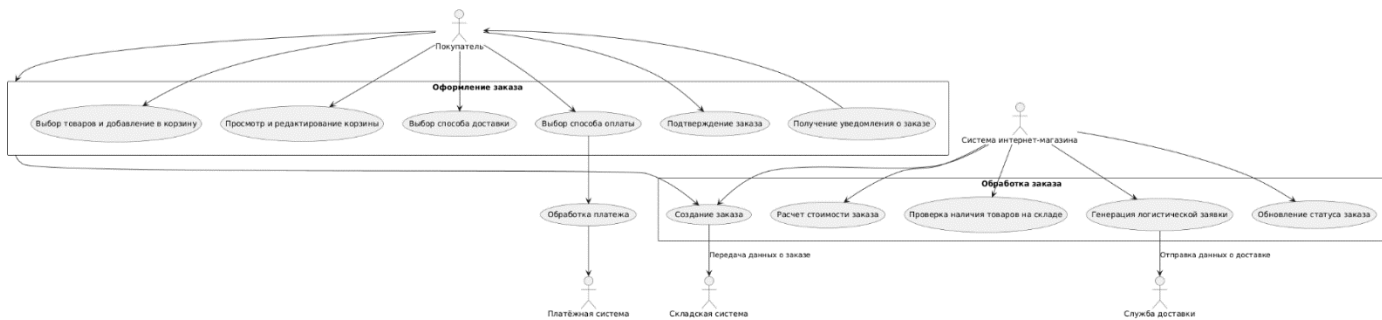 Покупатель
Оформление заказа
Выбор товаров и добавление в корзину
Просмотр и редактирование корзины
Выбор способа доставки
Выбор способа оплаты
Подтверждение заказа
Получение уведомления о заказе
Система интернет-магазина
Обработка заказа
Обработка платежа
Создание заказа
Расчет стоимости заказа
Проверка наличия товаров на складе
Генерация логистической заявки
Обновление статуса заказа
Передача данных о заказе
Отправка данных о доставке
Платёжная система
Складская система
Служба доставки